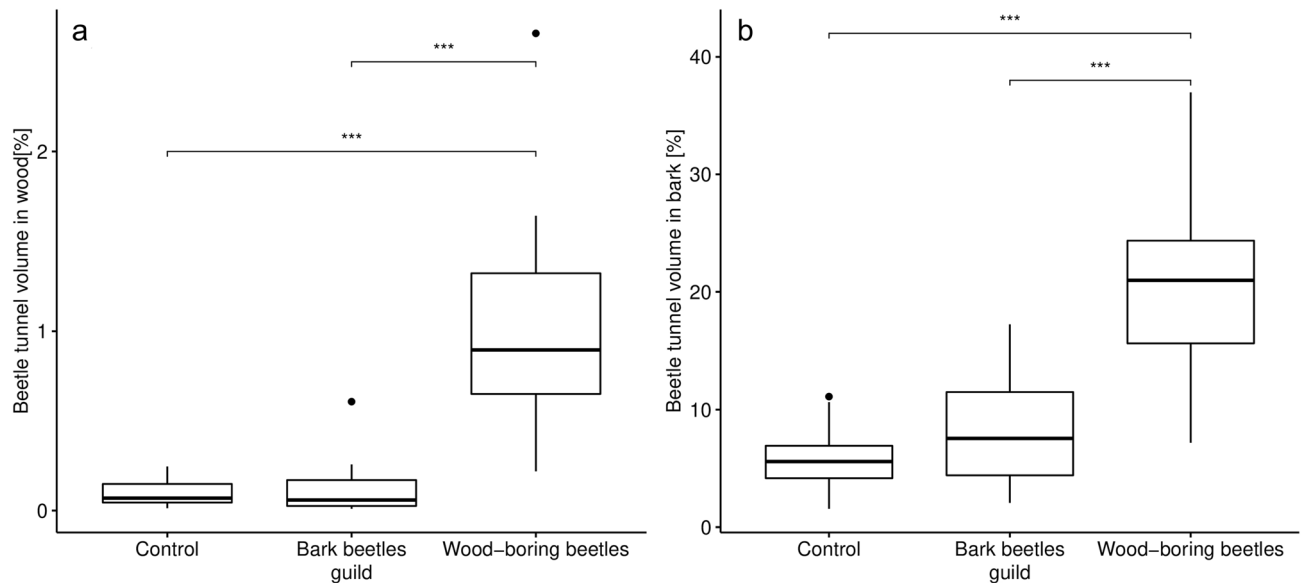 a
Beetle tunnel volume in wood[%]
2
1
0
***
***
Control
Bark beetles
guild
Wood−boring beetles
b
Beetle tunnel volume in bark [%]
40
30
20
10
0
***
***
Control
Bark beetles
guild
Wood−boring beetles